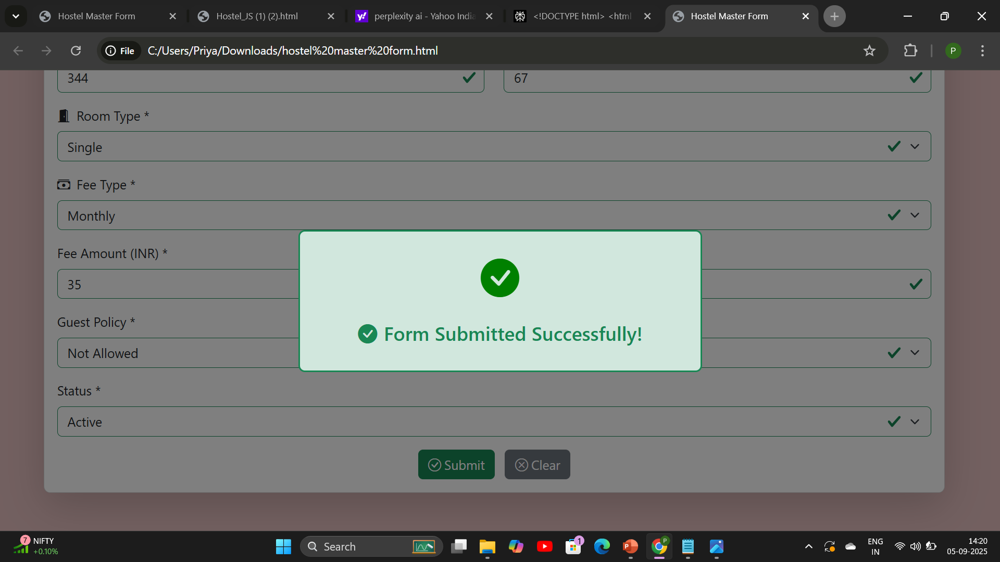 Hostel Master Form
Hostel_JS (1) (2).html
perplexity ai - Yahoo India
<!DOCTYPE html> <html
Hostel Master Form
File
C:/Users/Priya/Downloads/hostel%20master%20form.html
P
344
67
Room Type *
Single
Fee Type *
Monthly
Fee Amount (INR) *
35
Form Submitted Successfully!
Guest Policy *
Not Allowed
Status *
Active
Submit
Clear
7
NIFTY
+0.10%
Search
1
P
P
ENG
IN
14:20
05-09-2025